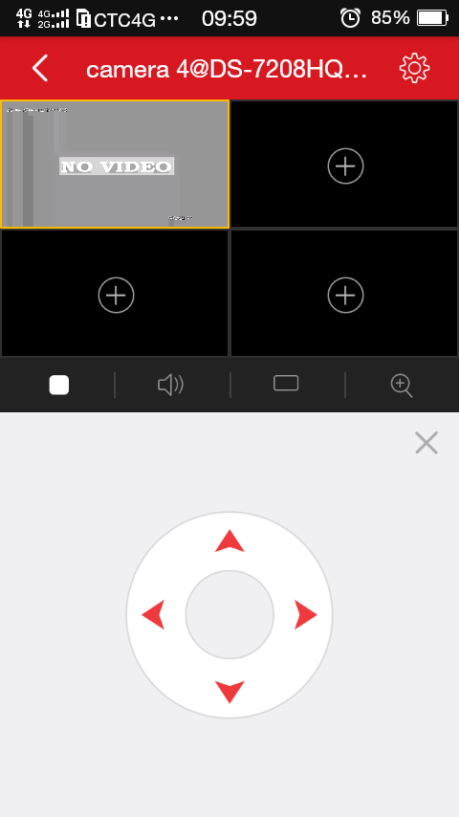 4G 4G 2G CTC4G ··· 09:59 85%
camera 4@DS-7208HQ...
NO VIDEO